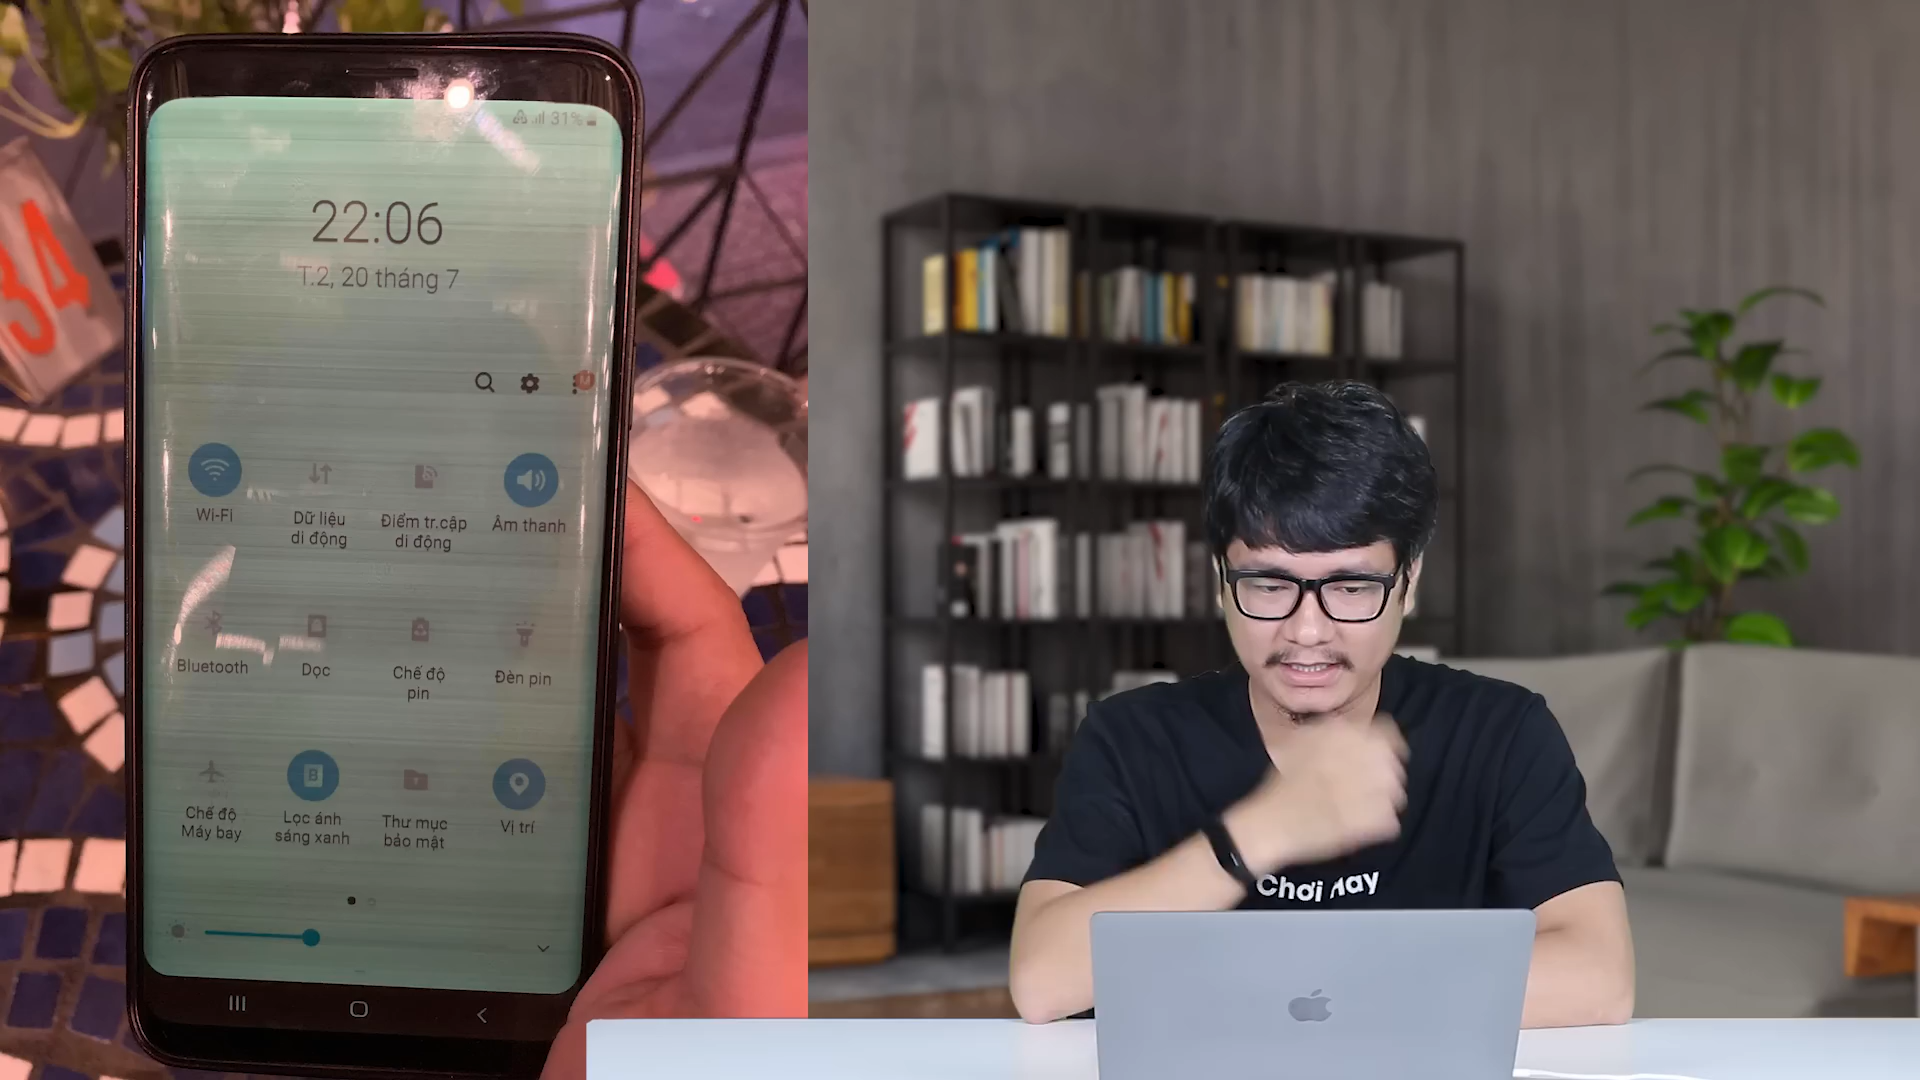 34
31%
22:06
T.2, 20 tháng 7
M
Wi-Fi
Dữ liệu
di động
Điểm tr.cập
di động
Âm thanh
Bluetooth
Dọc
Chế độ
pin
Đèn pin
Chế độ
Máy bay
Lọc ánh
sáng xanh
Thư mục
bảo mật
Vị trí
Chơi